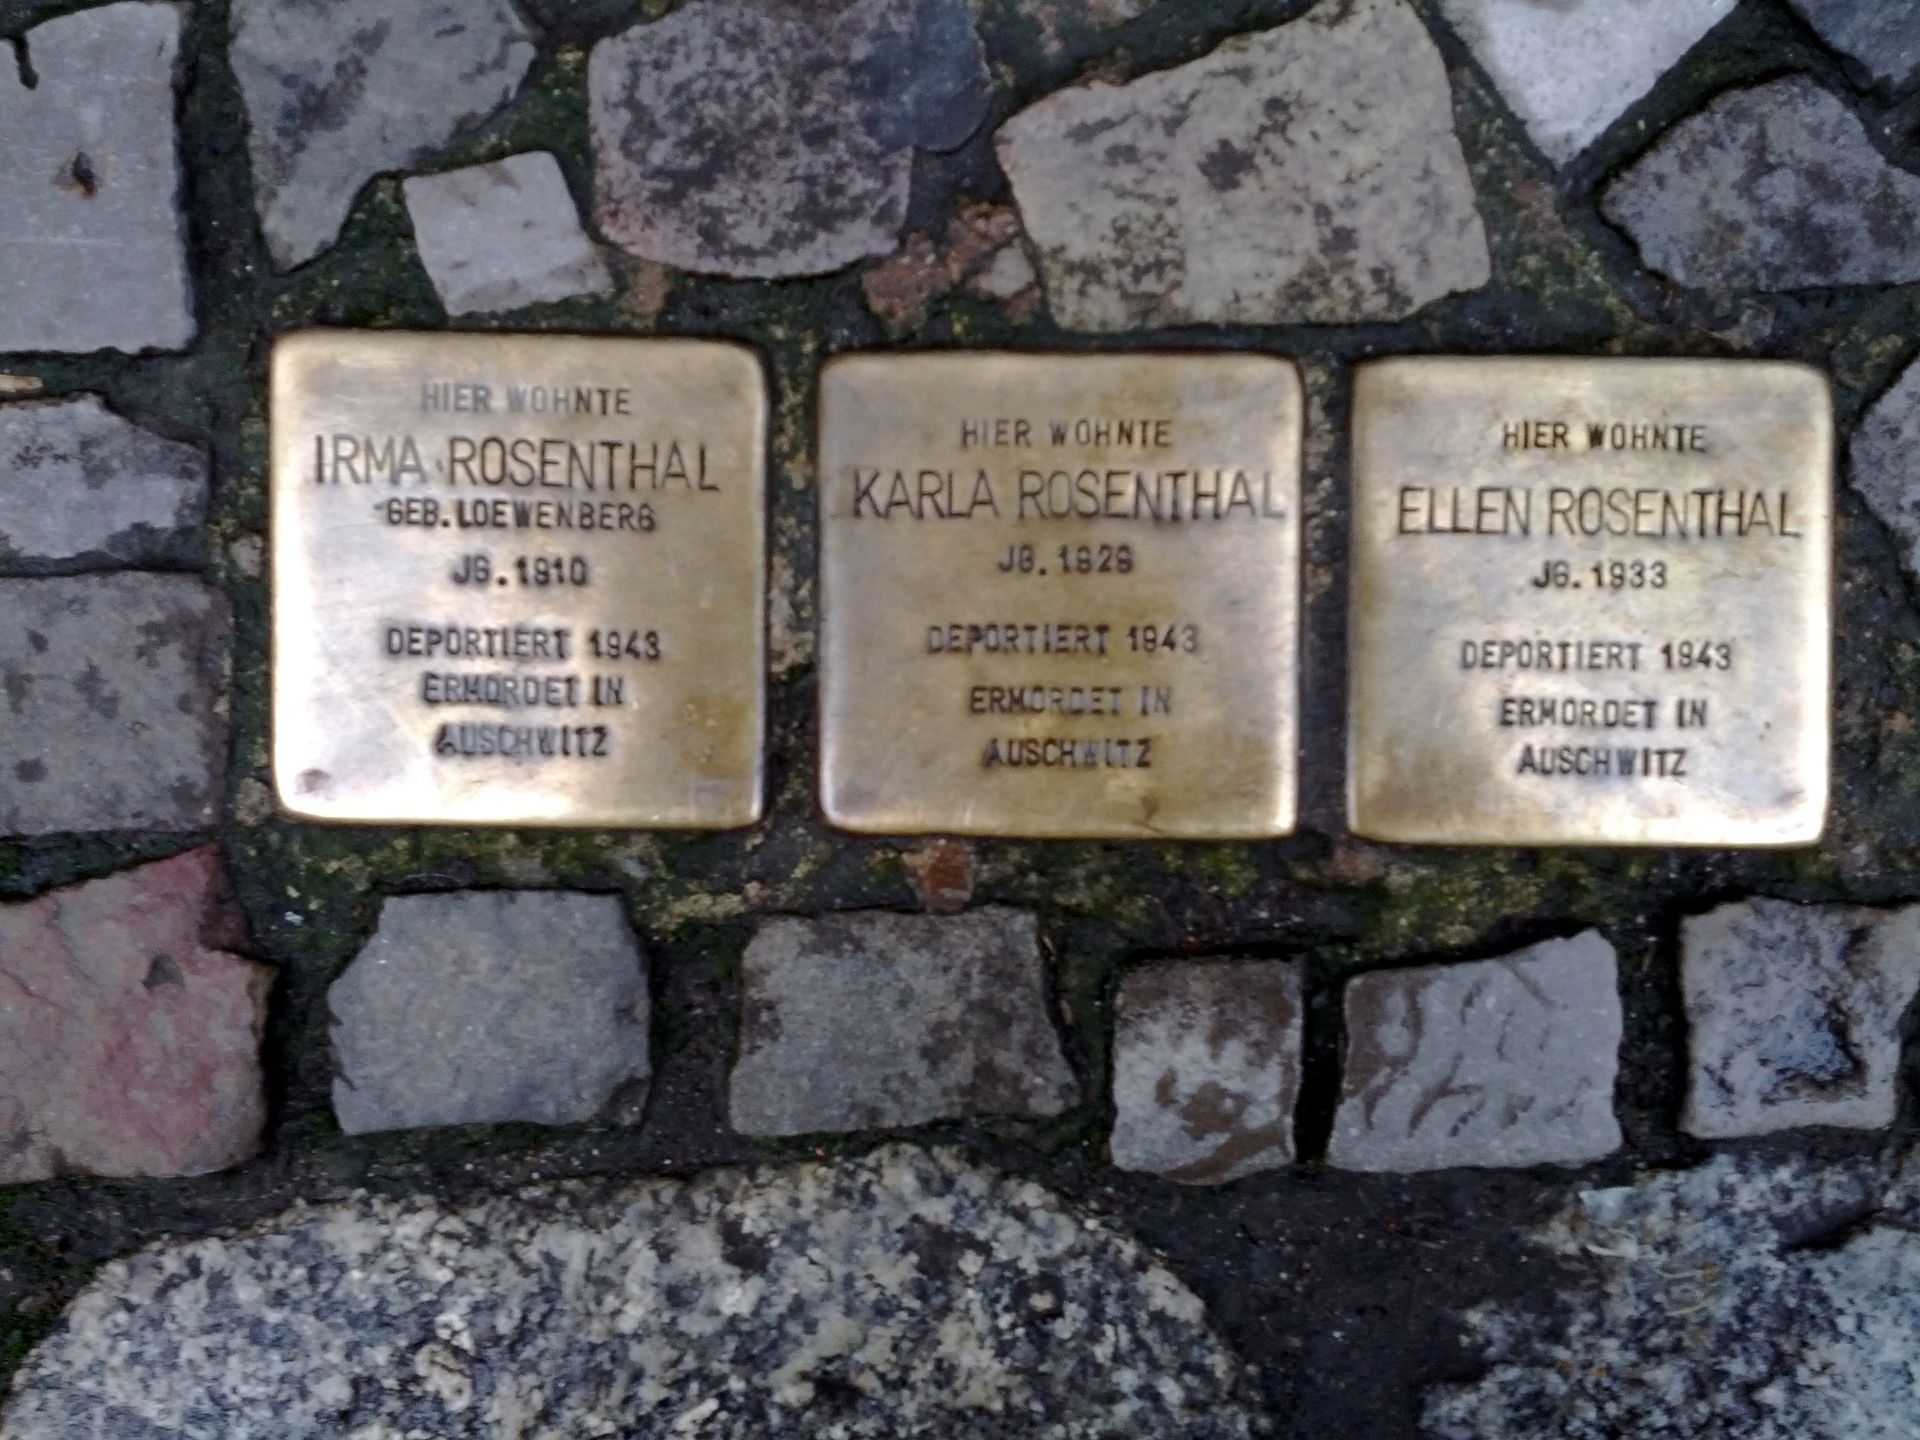 HIER WOHNTE
IRMA ROSENTHAL
GEB. LOEWENBERG
JG. 1910
DEPORTIERT 1943
ERMORDET IN
AUSCHWITZ
HIER WOHNTE
KARLA ROSENTHAL
JG. 1929
DEPORTIERT 1943
ERMORDET IN
AUSCHWITZ
HIER WOHNTE
ELLEN ROSENTHAL
JG. 1933
DEPORTIERT 1943
ERMORDET IN
AUSCHWITZ